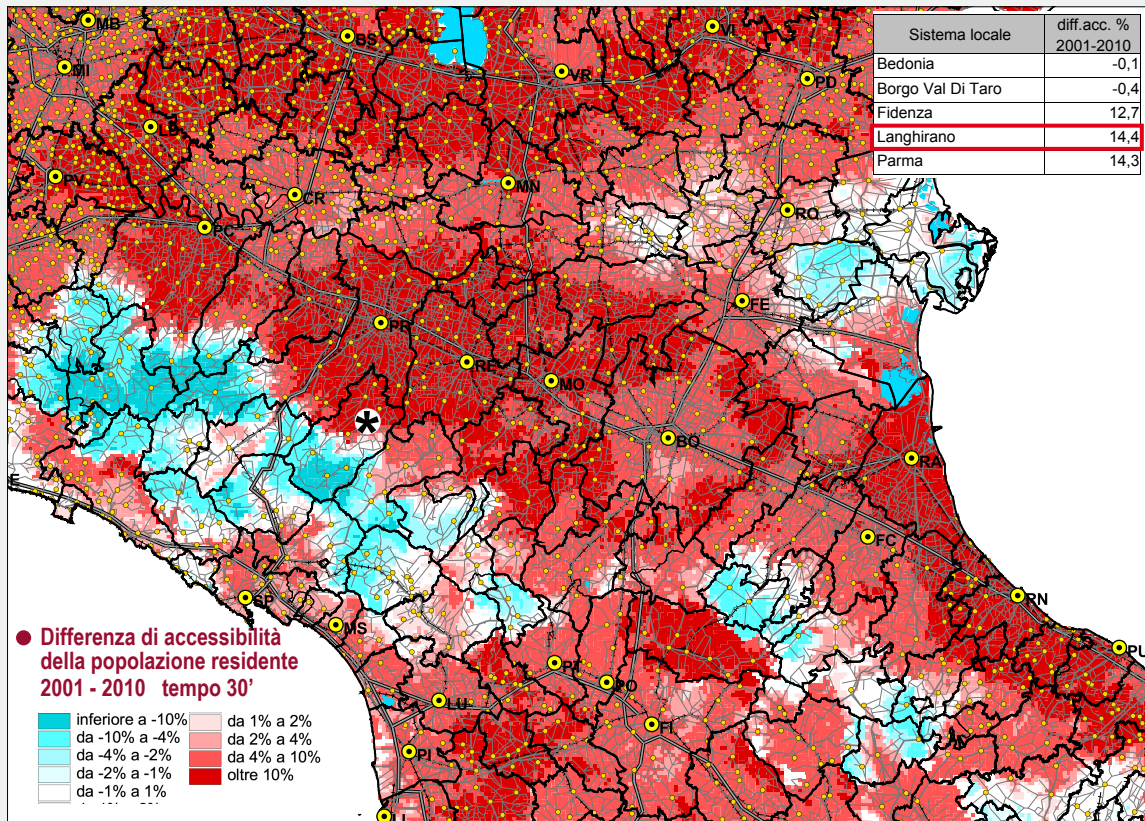 Sistema locale diff.acc. % 2001-2010
Bedonia -0,1
Borgo Val Di Taro -0,4
Fidenza 12,7
Langhirano 14,4
Parma 14,3
MB
BS
VI
MI
VR
PD
LO
PV
CR
MN
RO
PC
FE
PR
RE
MO
BO
RA
*
FC
SP
RN
MS
PU
PT
PO
LU
FI
PI
LI
● Differenza di accessibilità
della popolazione residente
2001 - 2010 tempo 30'
inferiore a -10%
da -10% a -4%
da -4% a -2%
da -2% a -1%
da -1% a 1%
da 1% a 2%
da 2% a 4%
da 4% a 10%
oltre 10%